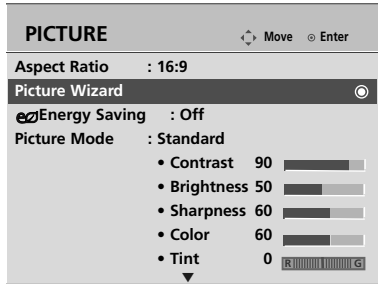 PICTURE Move Enter
Aspect Ratio : 16:9
Picture Wizard
Energy Saving : Off
Picture Mode : Standard
• Contrast 90
• Brightness 50
• Sharpness 60
• Color 60
• Tint 0 R G